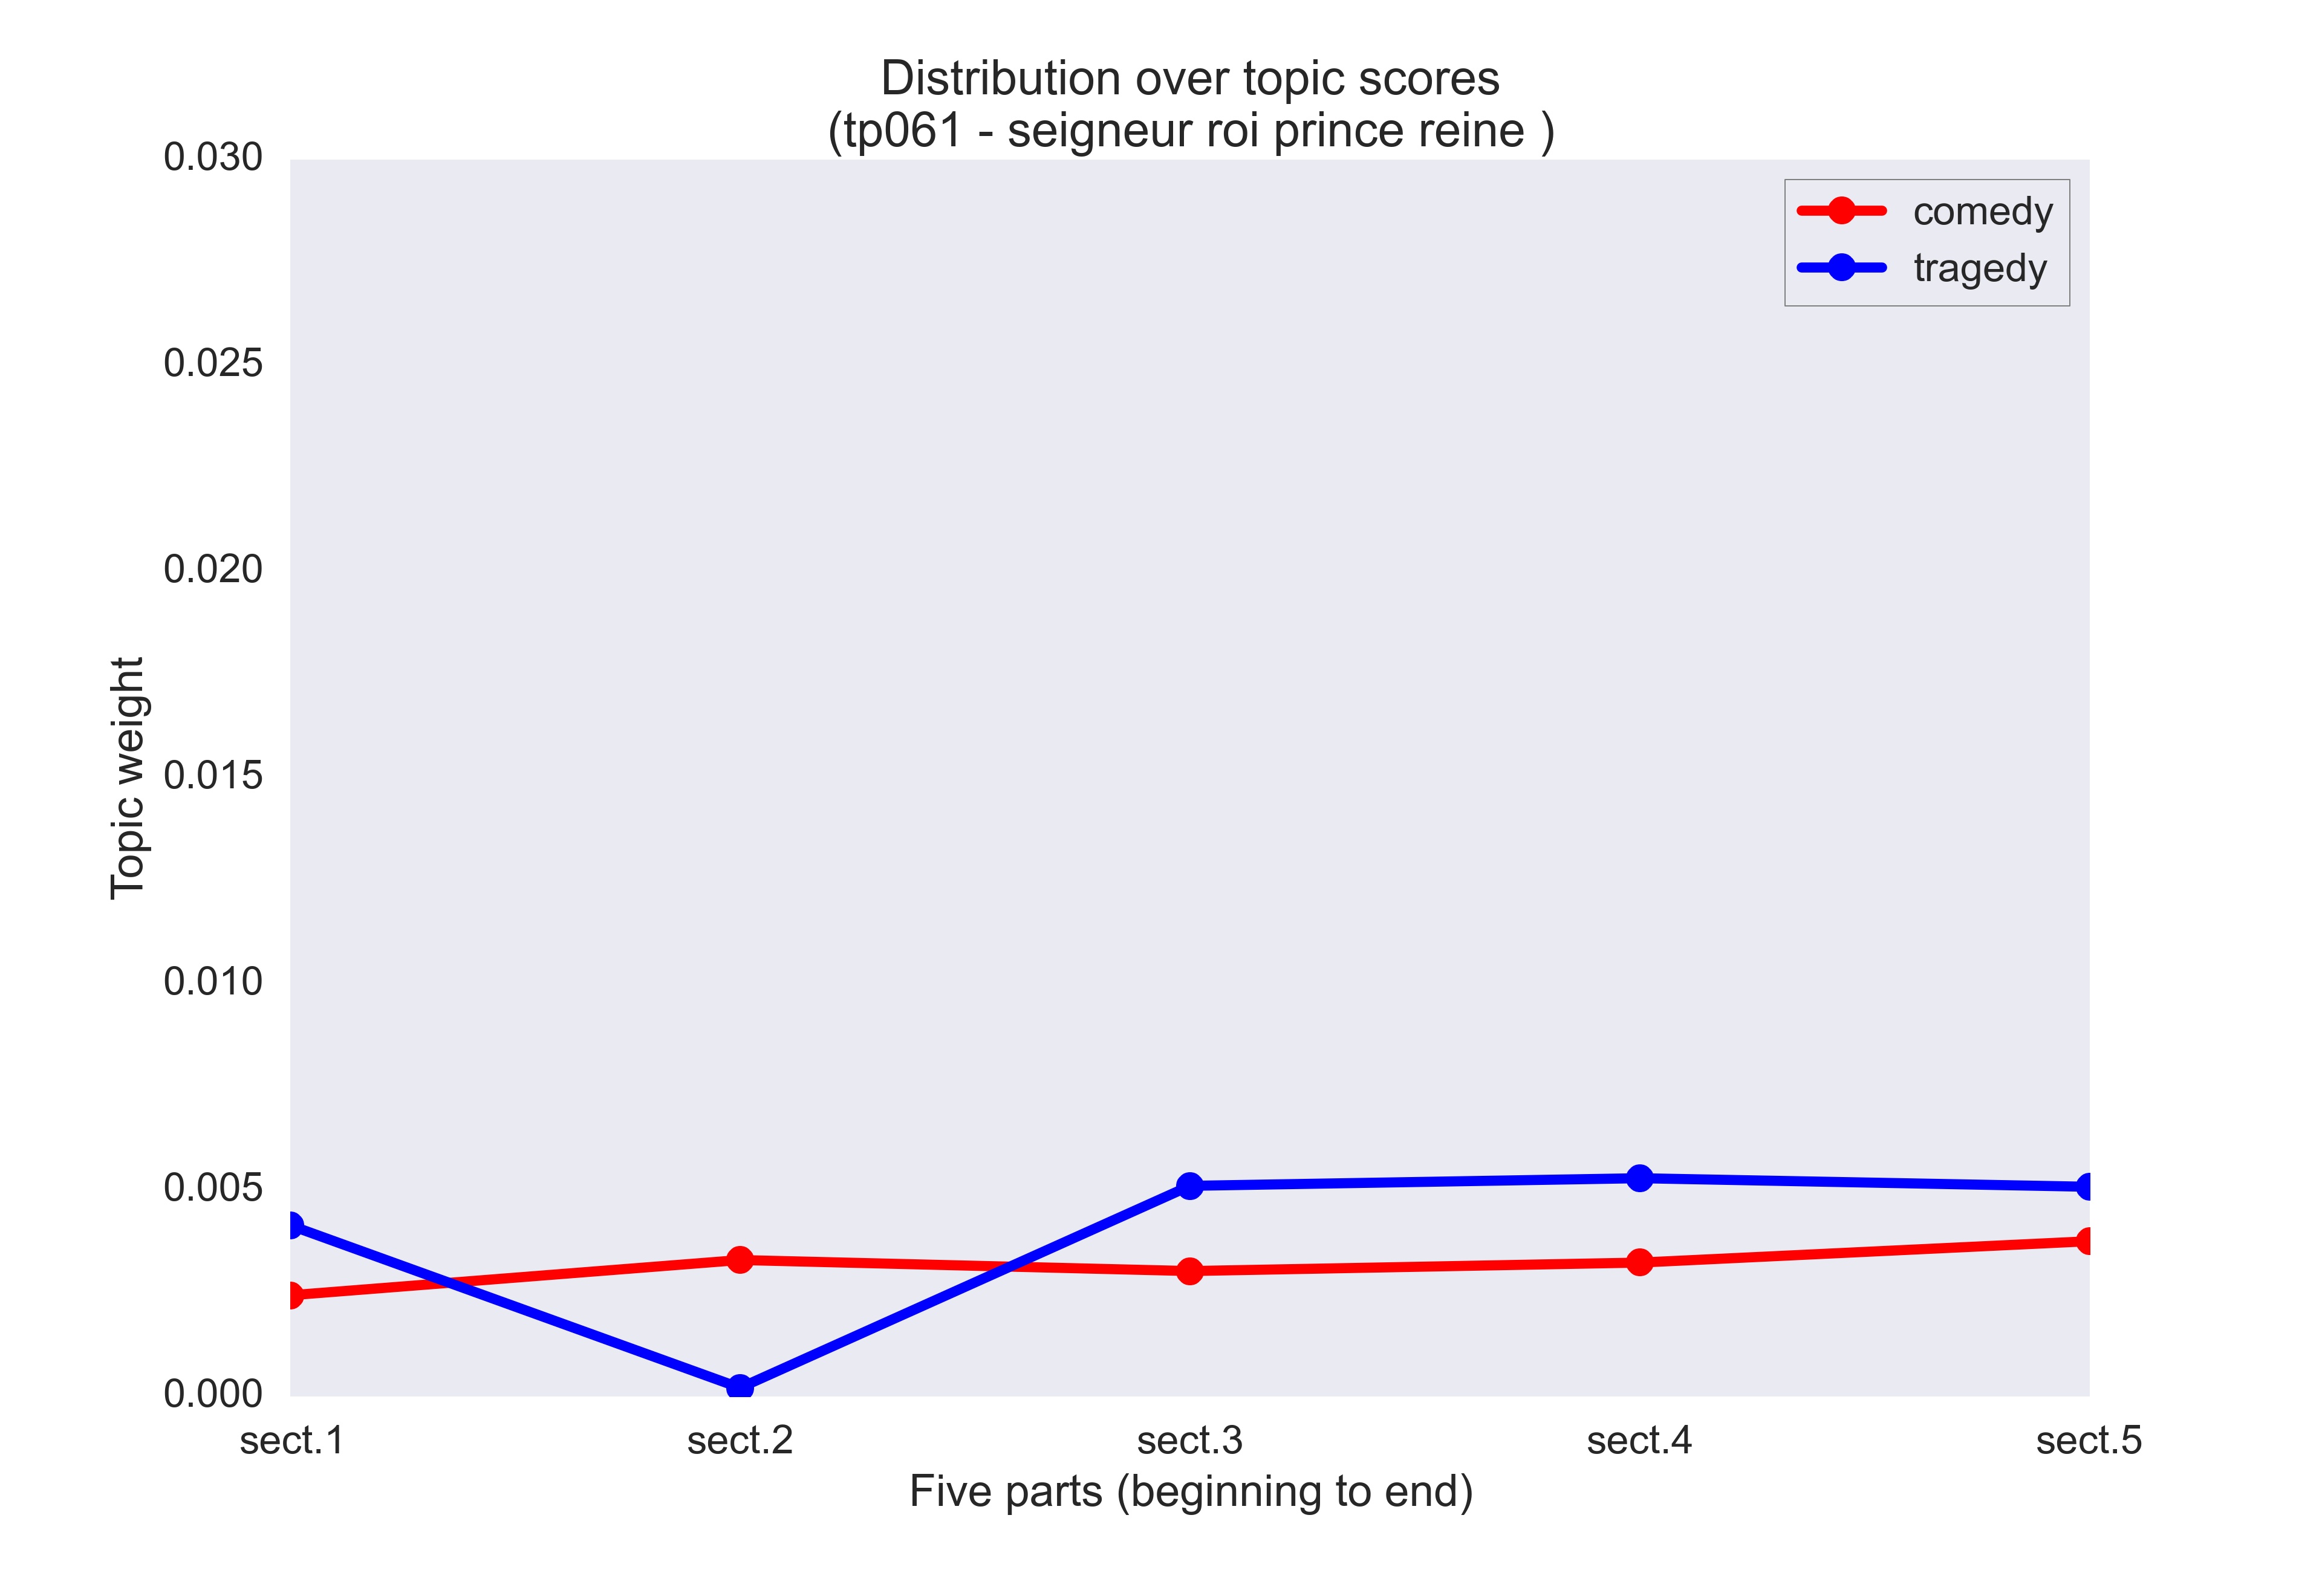 Distribution over topic scores
(tp061 - seigneur roi prince reine )
comedy
tragedy
Topic weight
0.030
0.025
0.020
0.015
0.010
0.005
0.000
sect.1
sect.2
sect.3
sect.4
sect.5
Five parts (beginning to end)